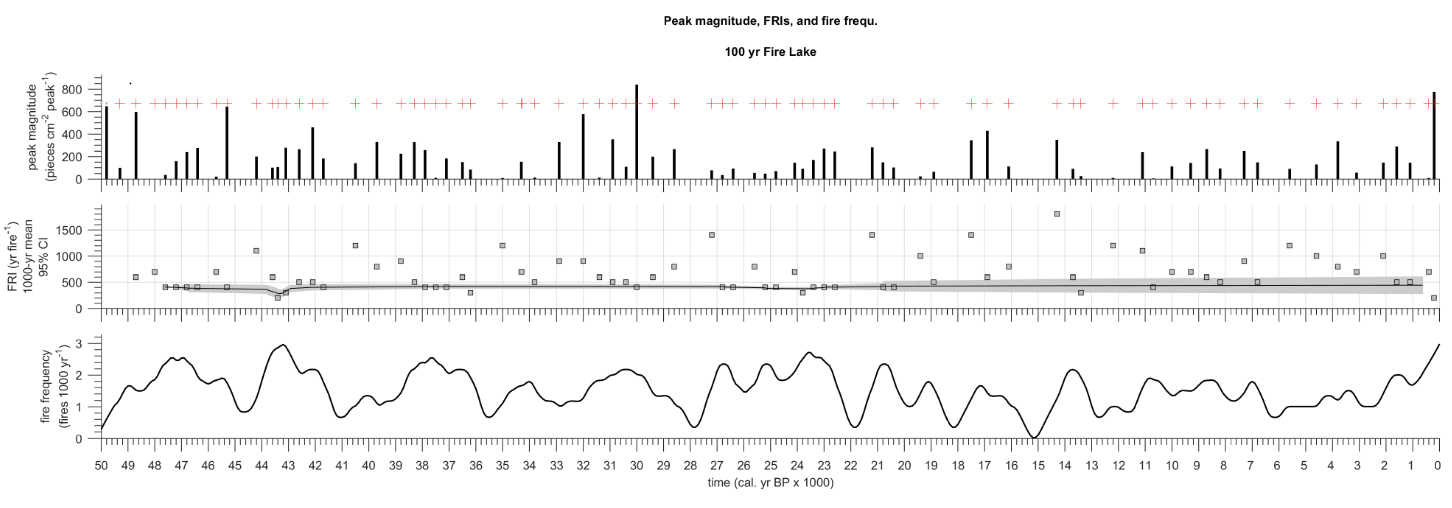 Peak magnitude, FRIs, and fire frequ.
100 yr Fire Lake
peak magnitude
(pieces cm-2 peak-1)
800
600
400
200
0
FRI (yr fire-1)
1000-yr mean
95% CI
1500
1000
500
0
fire frequency
(fires 1000 yr-1)
3
2
1
0
50 49 48 47 46 45 44 43 42 41 40 39 38 37 36 35 34 33 32 31 30 29 28 27 26 25 24 23 22 21 20 19 18 17 16 15 14 13 12 11 10 9 8 7 6 5 4 3 2 1 0
time (cal. yr BP x 1000)